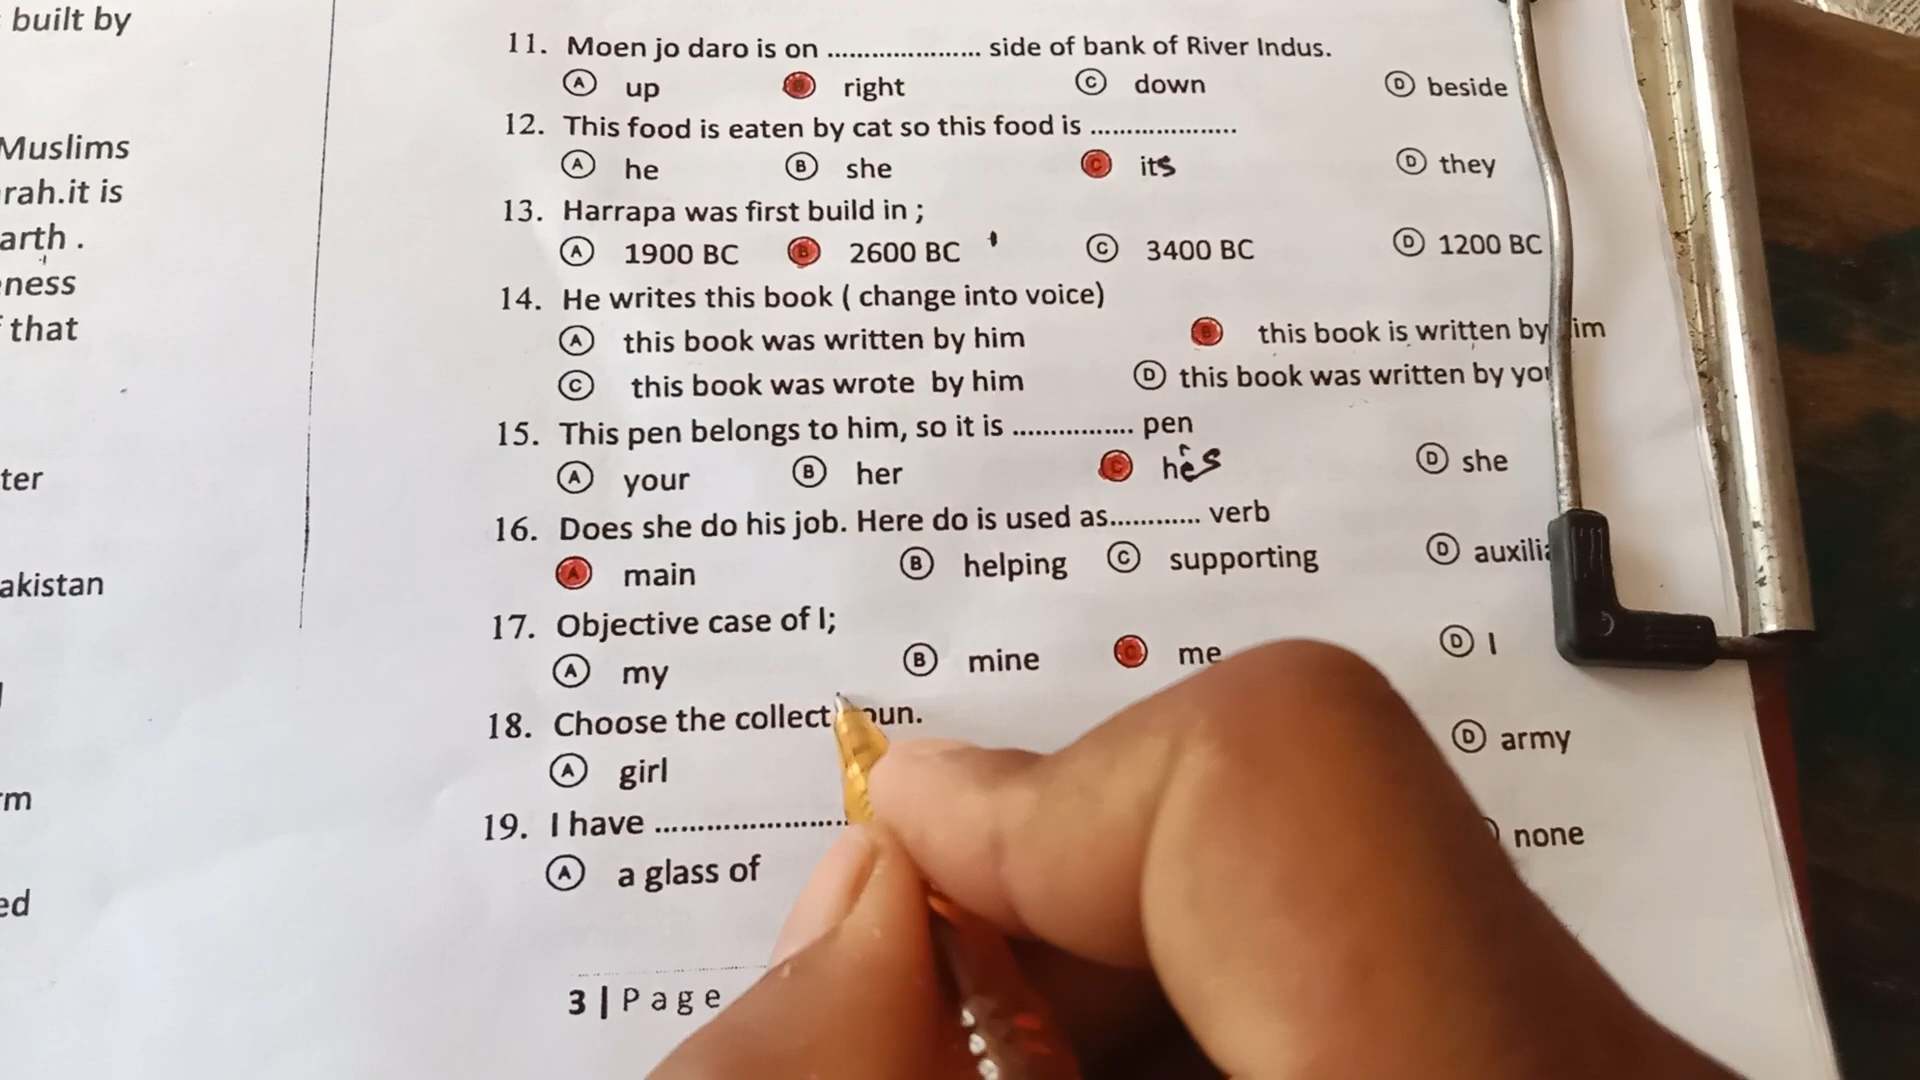 built by
Muslims
rah.it is
arth .
ness
that
ter
akistan
rm
ed
11. Moen jo daro is on ..................... side of bank of River Indus.
A up B right C down D beside
12. This food is eaten by cat so this food is ....................
A he B she C its D they
13. Harrapa was first build in ;
A 1900 BC B 2600 BC C 3400 BC D 1200 BC
14. He writes this book ( change into voice)
A this book was written by him B this book is written by im
C this book was wrote by him D this book was written by yo
15. This pen belongs to him, so it is ................ pen
A your B her C D she
16. Does she do his job. Here do is used as............ verb
A main B helping C supporting D auxilia
17. Objective case of I;
A my B mine C me D I
18. Choose the collect oun.
A girl D army
19. I have .....................
A a glass of none
3 | Page